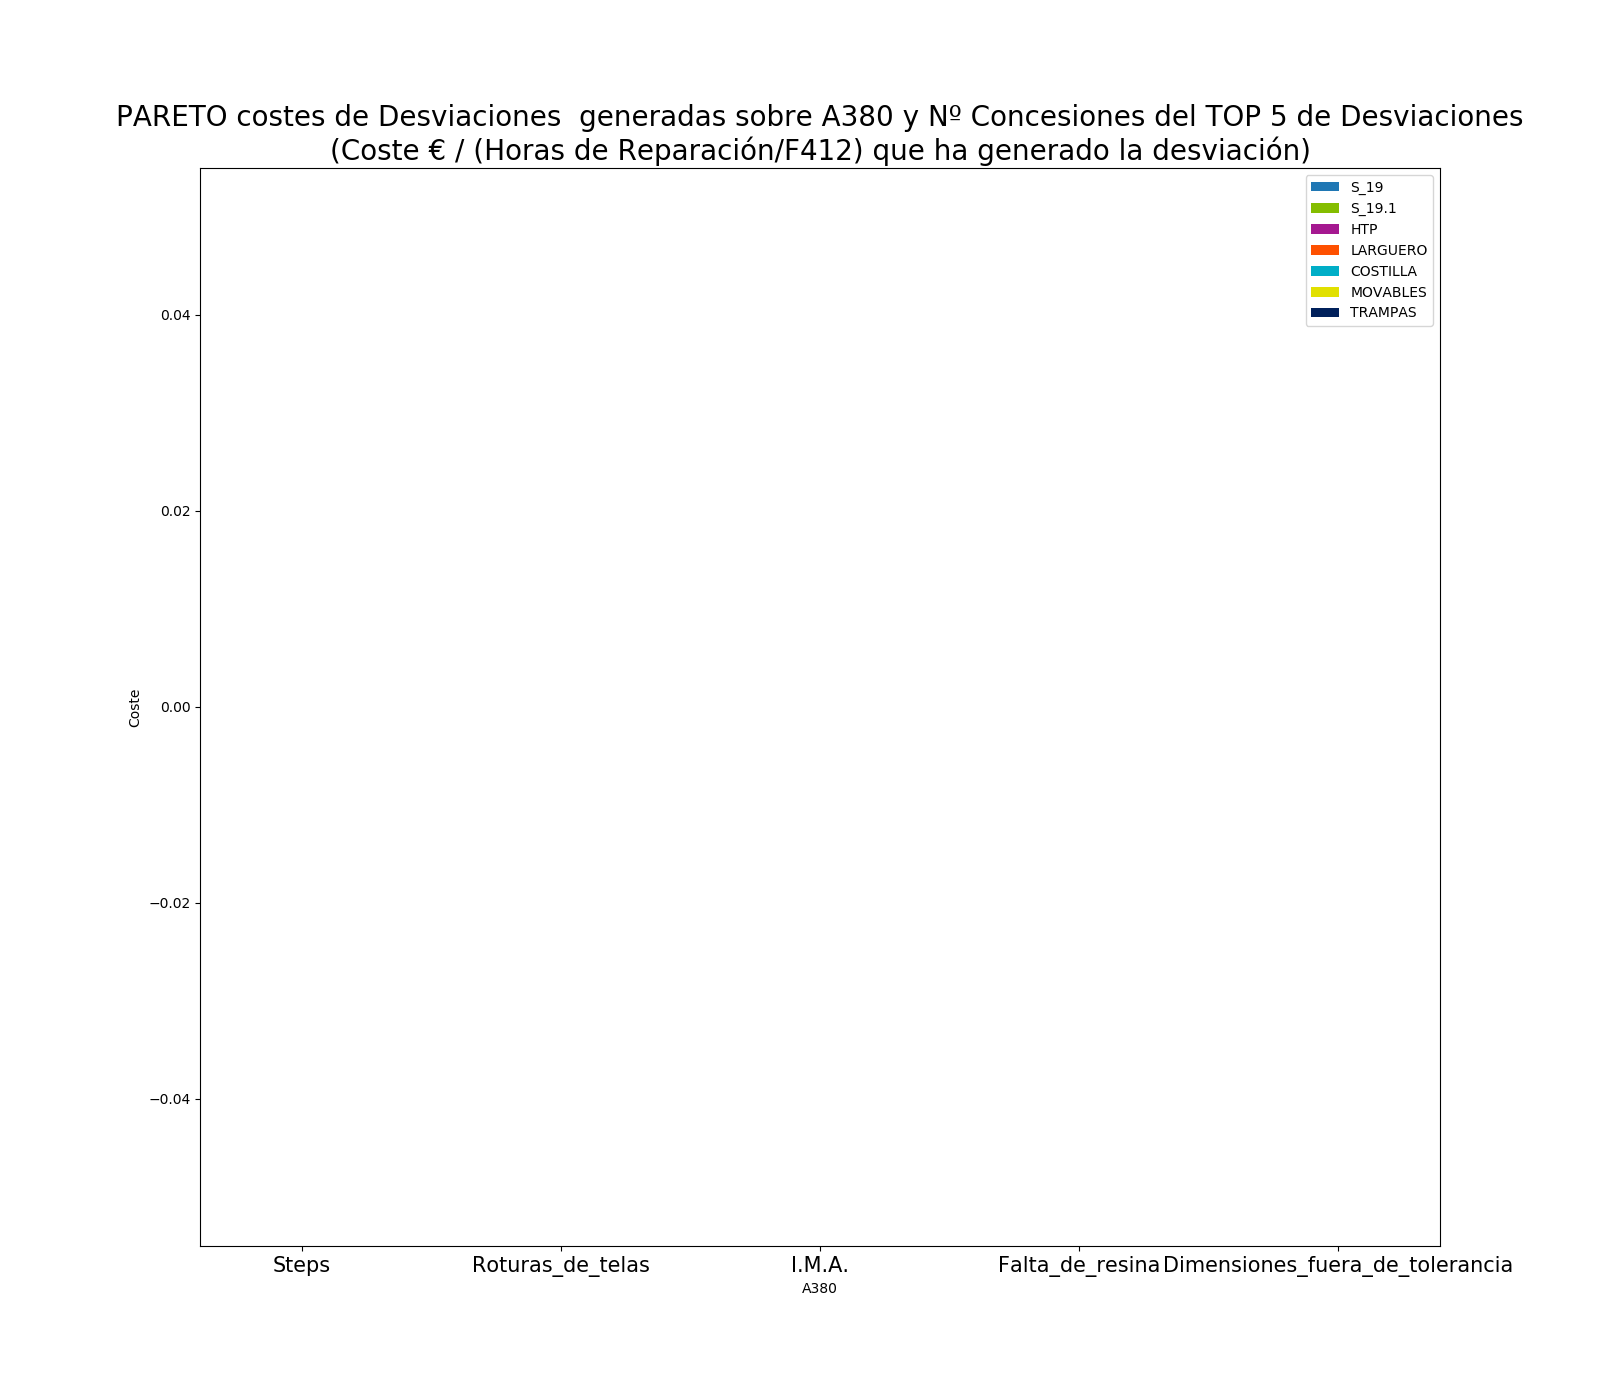 PARETO costes de Desviaciones  generadas sobre A380 y Nº Concesiones del TOP 5 de Desviaciones
(Coste € / (Horas de Reparación/F412) que ha generado la desviación)
S_19
S_19.1
HTP
LARGUERO
COSTILLA
MOVABLES
TRAMPAS
0.04
0.02
0.00
−0.02
−0.04
Coste
Steps Roturas_de_telas I.M.A. Falta_de_resina Dimensiones_fuera_de_tolerancia
A380